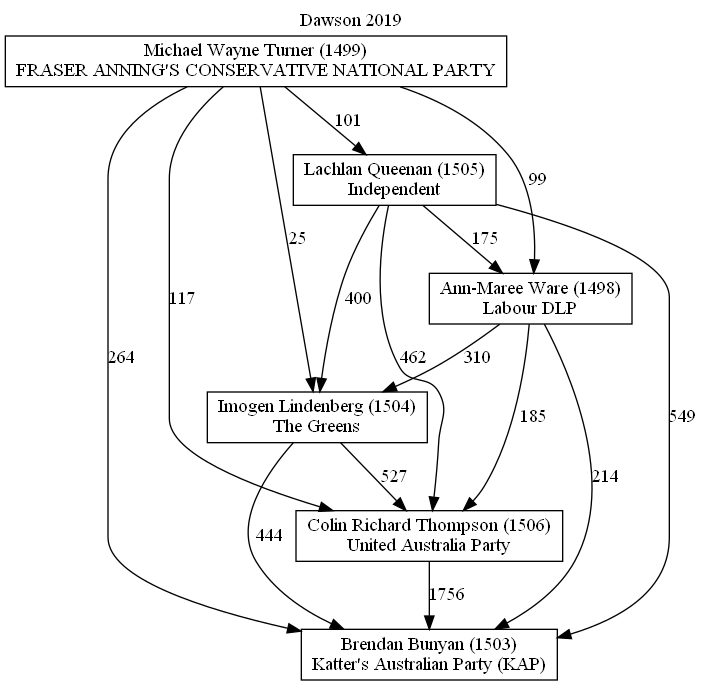 Dawson 2019
Michael Wayne Turner (1499)
FRASER ANNING'S CONSERVATIVE NATIONAL PARTY
101
Lachlan Queenan (1505)
Independent
99
25
175
Ann-Maree Ware (1498)
Labour DLP
117
400
264
462
310
549
Imogen Lindenberg (1504)
The Greens
185
527
214
444
Colin Richard Thompson (1506)
United Australia Party
1756
Brendan Bunyan (1503)
Katter's Australian Party (KAP)